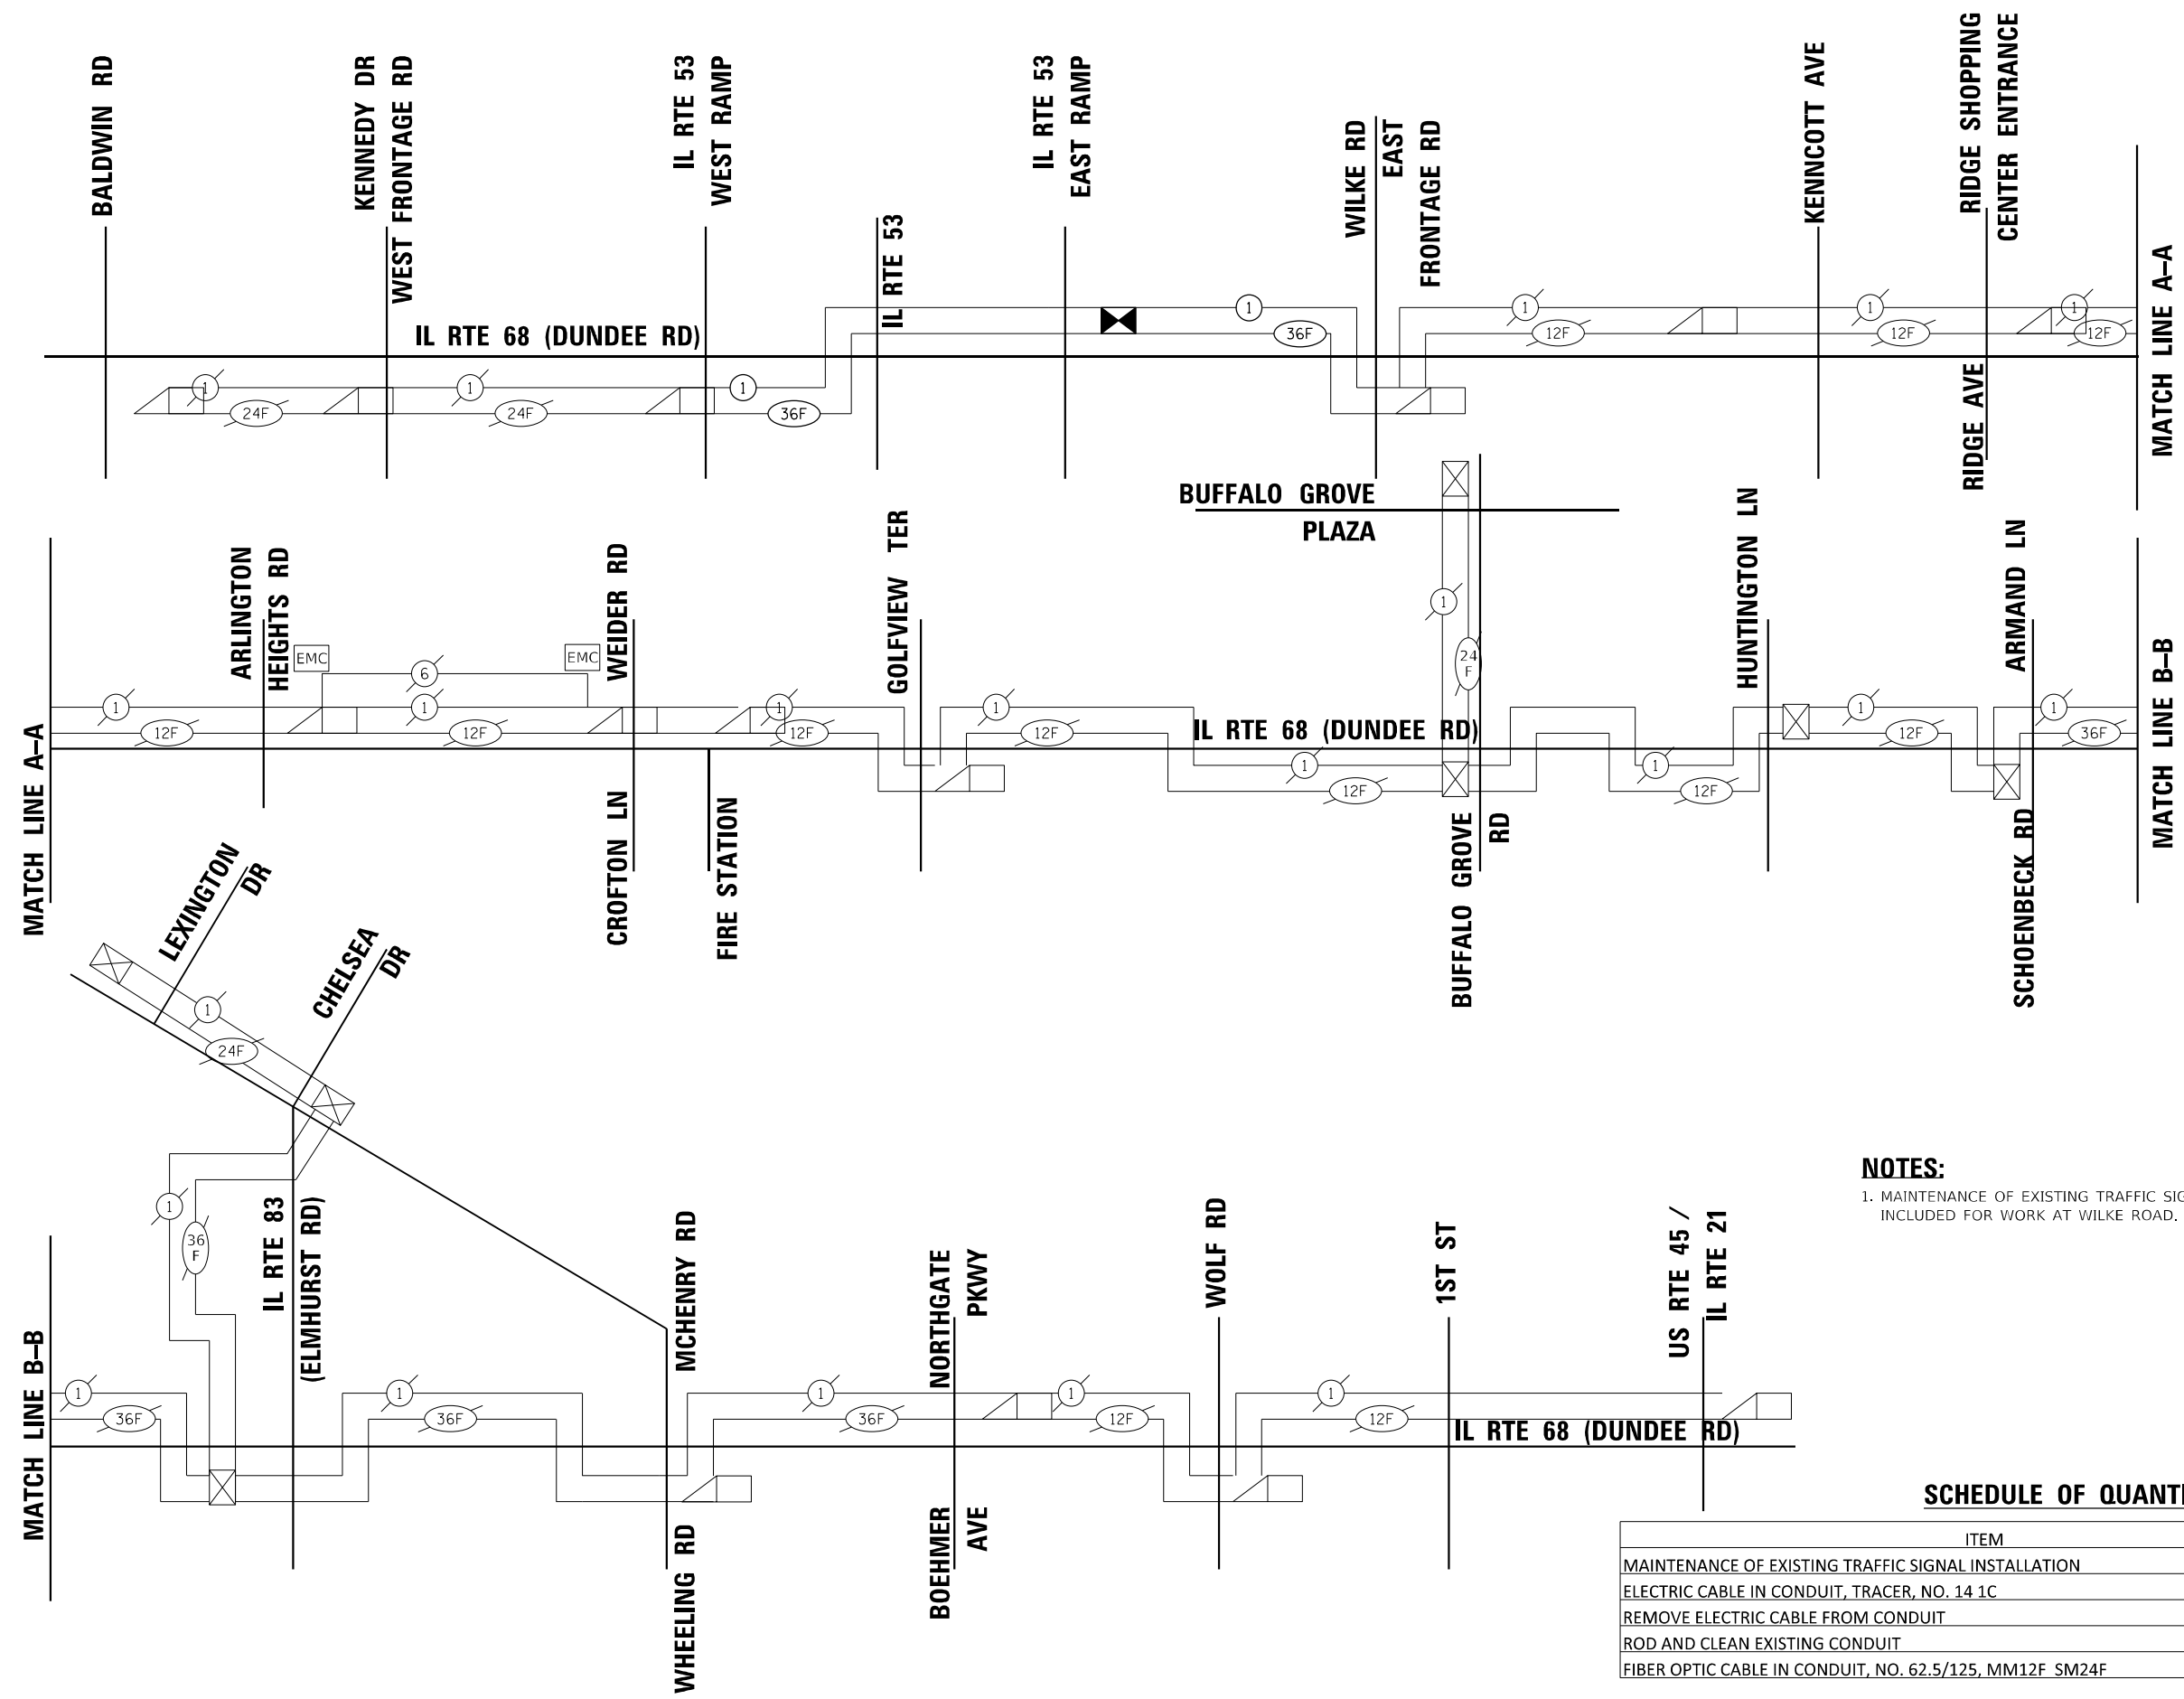 BALDWIN RD
KENNEDY DR
WEST FRONTAGE RD
IL RTE 53
WEST RAMP
IL RTE 53
IL RTE 53
EAST RAMP
WILKE RD
EAST
FRONTAGE RD
KENNCOTT AVE
RIDGE SHOPPING
CENTER ENTRANCE
MATCH LINE A-A
1
1
1
1
IL RTE 68 (DUNDEE RD)
36F
12F
12F
12F
1
1
1
24F
24F
36F
RIDGE AVE
BUFFALO GROVE
PLAZA
MATCH LINE A-A
ARLINGTON
HEIGHTS RD
EMC
EMC
WEIDER RD
GOLFVIEW TER
1
24
F
HUNTINGTON LN
ARMAND LN
MATCH LINE B-B
6
1
1
1
1
1
1
12F
12F
12F
12F
IL RTE 68 (DUNDEE RD)
12F
36F
1
1
12F
12F
CROFTON LN
FIRE STATION
BUFFALO GROVE
RD
SCHOENBECK RD
LEXINGTON
DR
CHELSEA
DR
1
24F
1
36
F
IL RTE 83
(ELMHURST RD)
MCHENRY RD
NORTHGATE
PKWY
WOLF RD
1ST ST
US RTE 45 /
IL RTE 21
MATCH LINE B-B
1
1
1
1
1
36F
36F
36F
12F
12F
IL RTE 68 (DUNDEE RD)
WHEELING RD
BOEHMER
AVE
NOTES:
1. MAINTENANCE OF EXISTING TRAFFIC SIG
INCLUDED FOR WORK AT WILKE ROAD.
SCHEDULE OF QUANTI
ITEM
MAINTENANCE OF EXISTING TRAFFIC SIGNAL INSTALLATION
ELECTRIC CABLE IN CONDUIT, TRACER, NO. 14 1C
REMOVE ELECTRIC CABLE FROM CONDUIT
ROD AND CLEAN EXISTING CONDUIT
FIBER OPTIC CABLE IN CONDUIT, NO. 62.5/125, MM12F SM24F